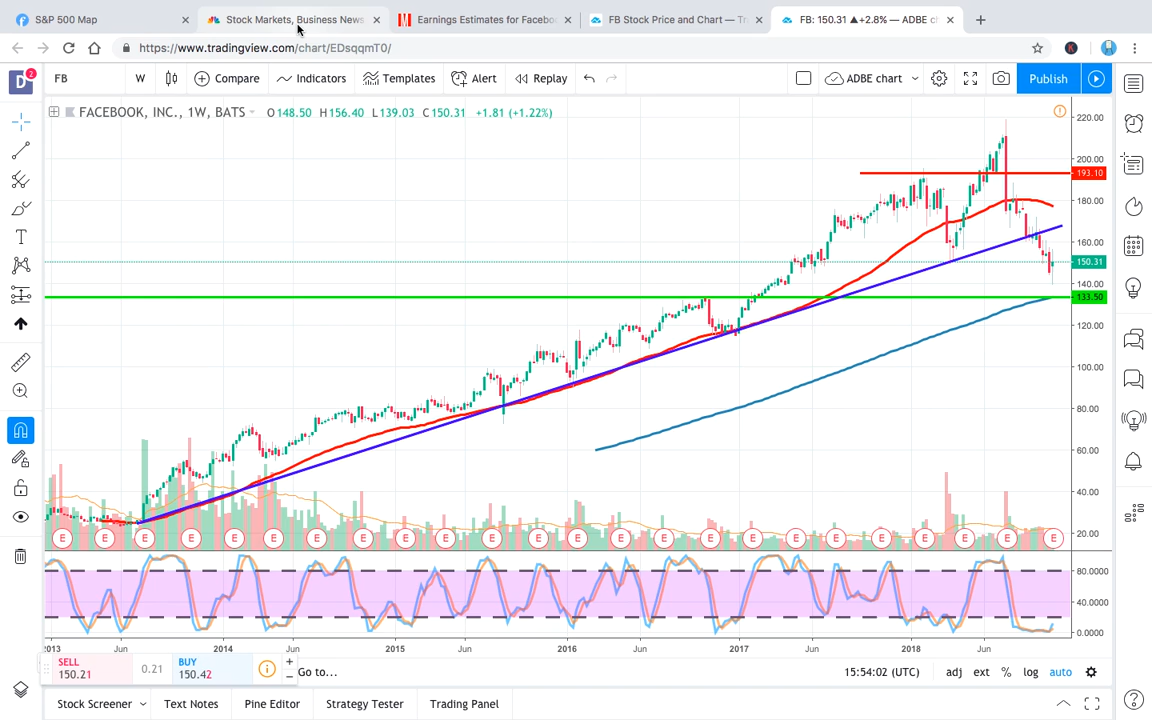 S&P 500 Map
Stock Markets, Business News
Earnings Estimates for Facebo
FB Stock Price and Chart — Tr
FB: 150.31 ▲+2.8% — ADBE c
https://www.tradingview.com/chart/EDsqqmT0/
K
D
2
FB
W
Compare
Indicators
Templates
Alert
Replay
ADBE chart
Publish
FACEBOOK, INC., 1W, BATS
O148.50 H156.40 L139.03 C150.31 +1.81 (+1.22%)
220.00
200.00
193.10
180.00
160.00
150.31
140.00
133.50
120.00
100.00
80.00
60.00
40.00
20.00
E E E E E E E E E E E E E E E E E E E E E E E E
80.0000
40.0000
0.0000
2013 Jun 2014 Jun 2015 Jun 2016 Jun 2017 Jun 2018 Jun
SELL
150.21
0.21
BUY
150.42
Go to...
15:54:02 (UTC)
adj ext % log auto
Stock Screener
Text Notes
Pine Editor
Strategy Tester
Trading Panel